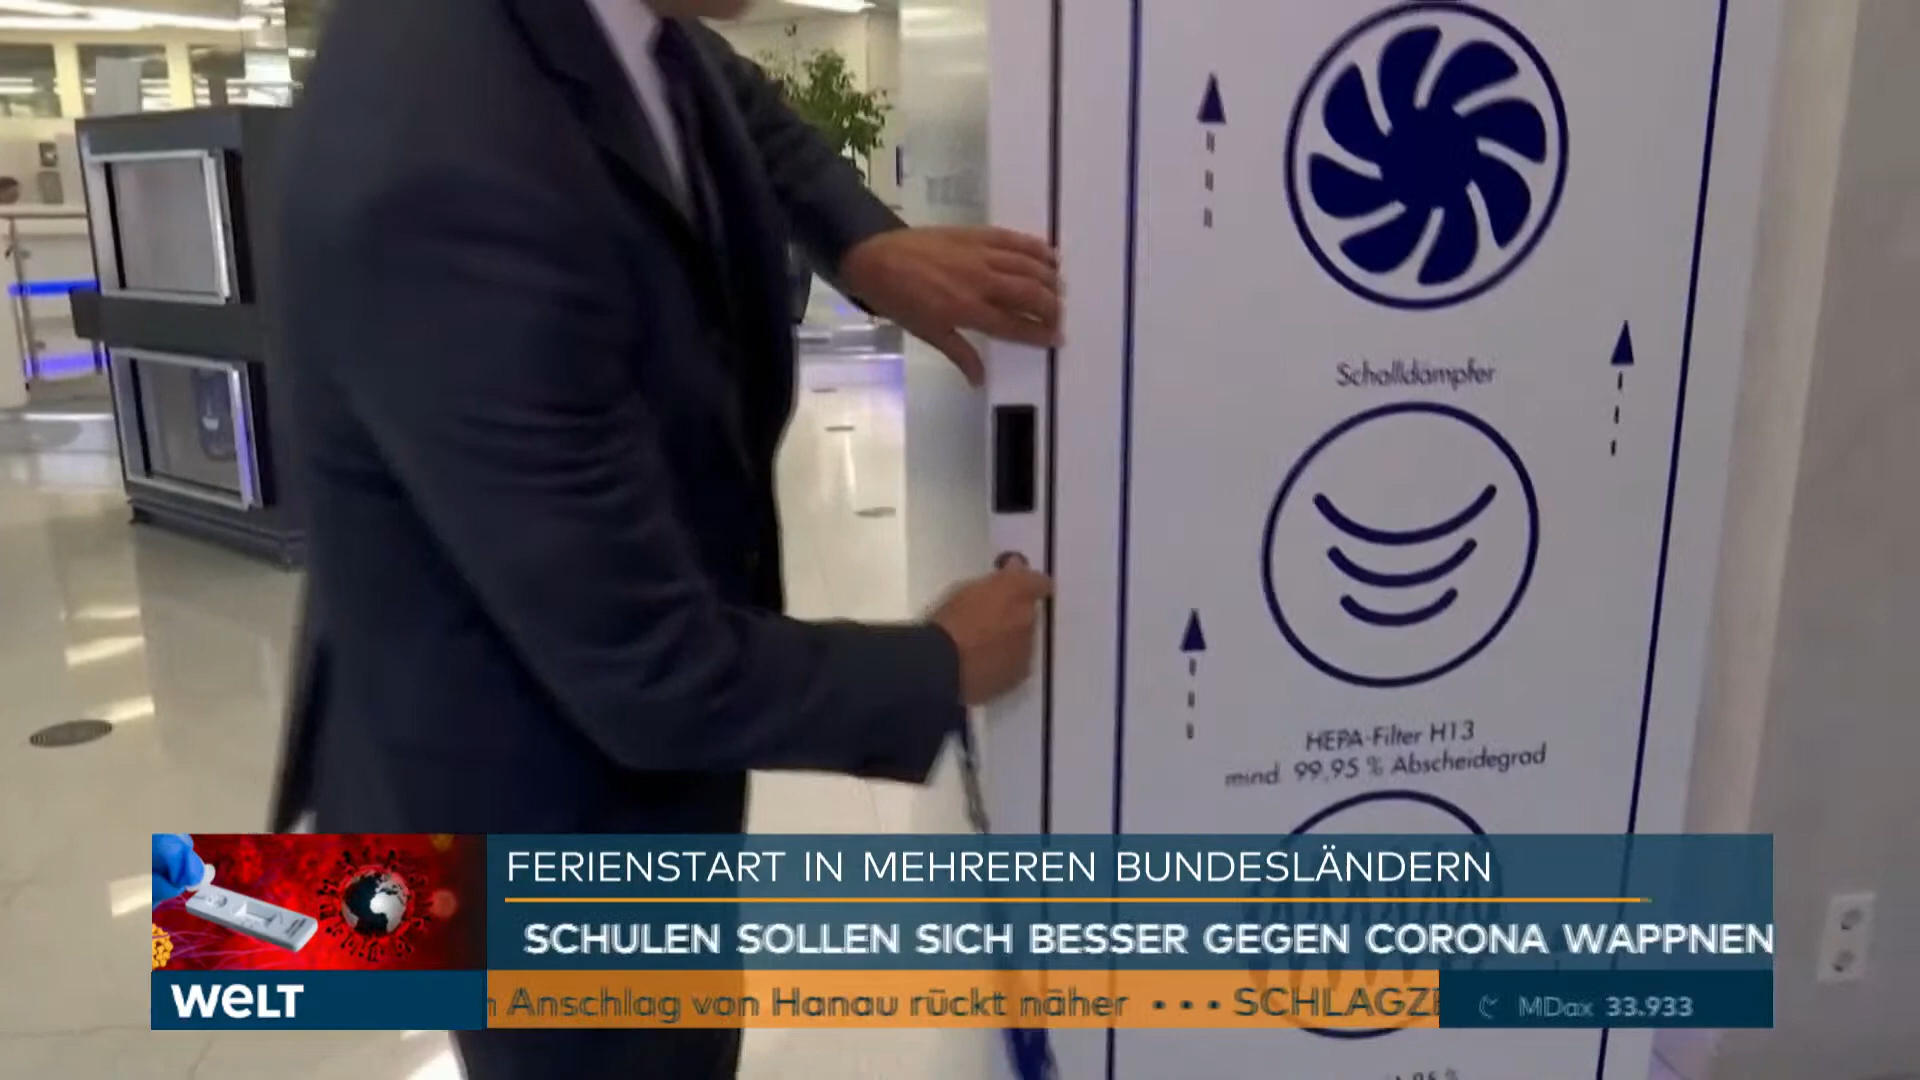 Schalldämpfer
HEPA-Filter H13
mind. 99,95 % Abscheidegrad
FERIENSTART IN MEHREREN BUNDESLÄNDERN
SCHULEN SOLLEN SICH BESSER GEGEN CORONA WAPPNEN
WELT
Anschlag von Hanau rückt näher • • • SCHLAGZE
MDax 33.933